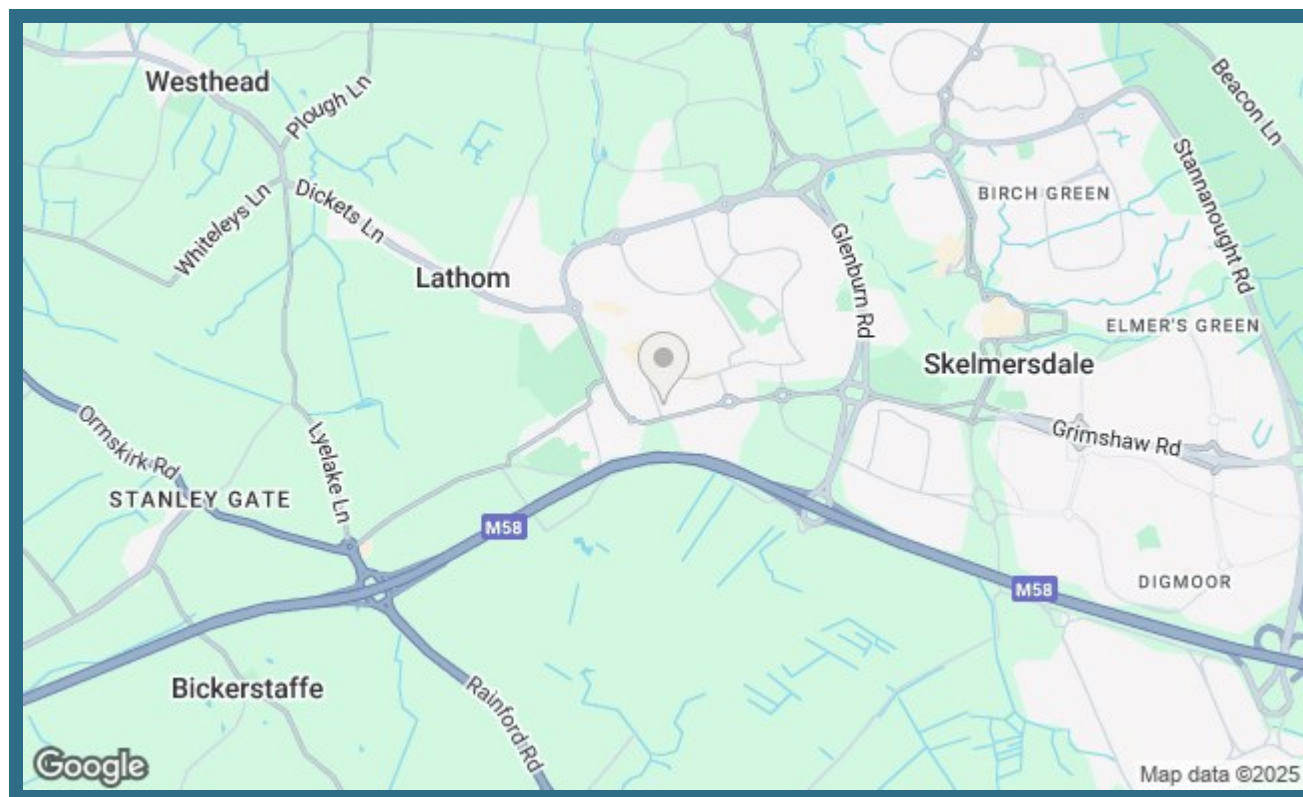 Westhead
Plough Ln
Beacon Ln
Whiteleys Ln
Dickets Ln
Stannanought Rd
BIRCH GREEN
Glenburn Rd
Lathom
ELMER'S GREEN
Skelmersdale
Ormskirk Rd
Lyelake Ln
Grimshaw Rd
STANLEY GATE
M58
M58
DIGMOOR
Bickerstaffe
Rainford Rd
Google
Map data ©2025